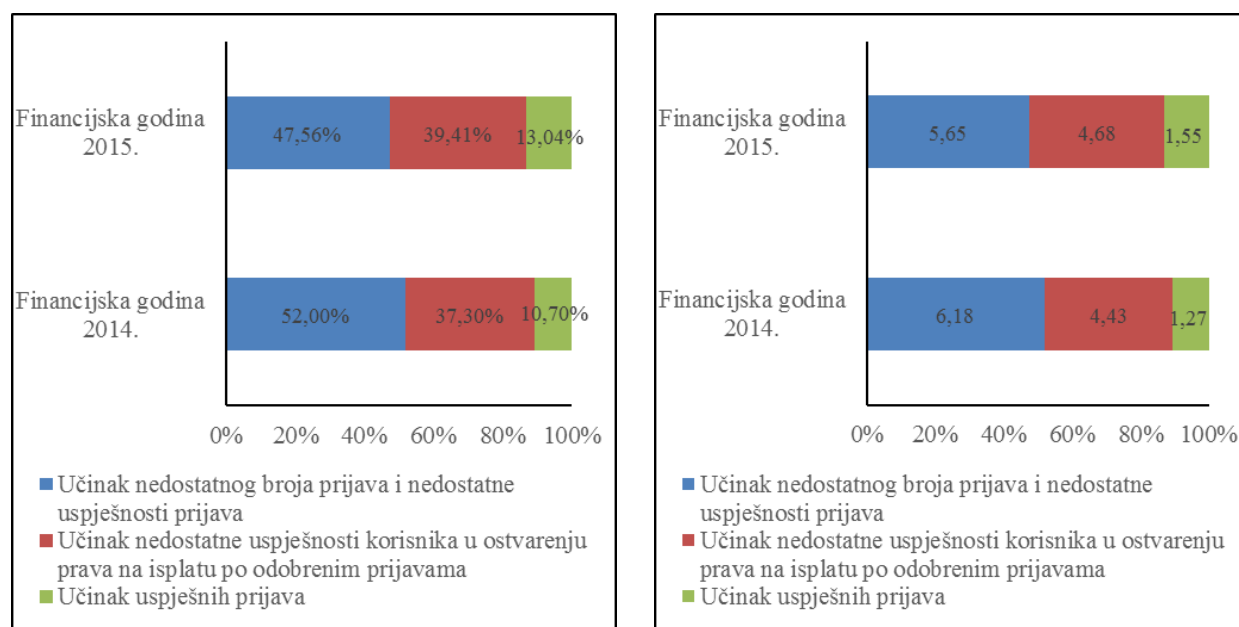 Financijska godina
2015.
47,56%
39,41%
13,04%
Financijska godina
2014.
52,00%
37,30%
10,70%
0% 20% 40% 60% 80% 100%
Učinak nedostatnog broja prijava i nedostatne
uspješnosti prijava
Učinak nedostatne uspješnosti korisnika u ostvarenju
prava na isplatu po odobrenim prijavama
Učinak uspješnih prijava
Financijska godina
2015.
5,65
4,68
1,55
Financijska godina
2014.
6,18
4,43
1,27
0% 20% 40% 60% 80% 100%
Učinak nedostatnog broja prijava i nedostatne
uspješnosti prijava
Učinak nedostatne uspješnosti korisnika u ostvarenju
prava na isplatu po odobrenim prijavama
Učinak uspješnih prijava